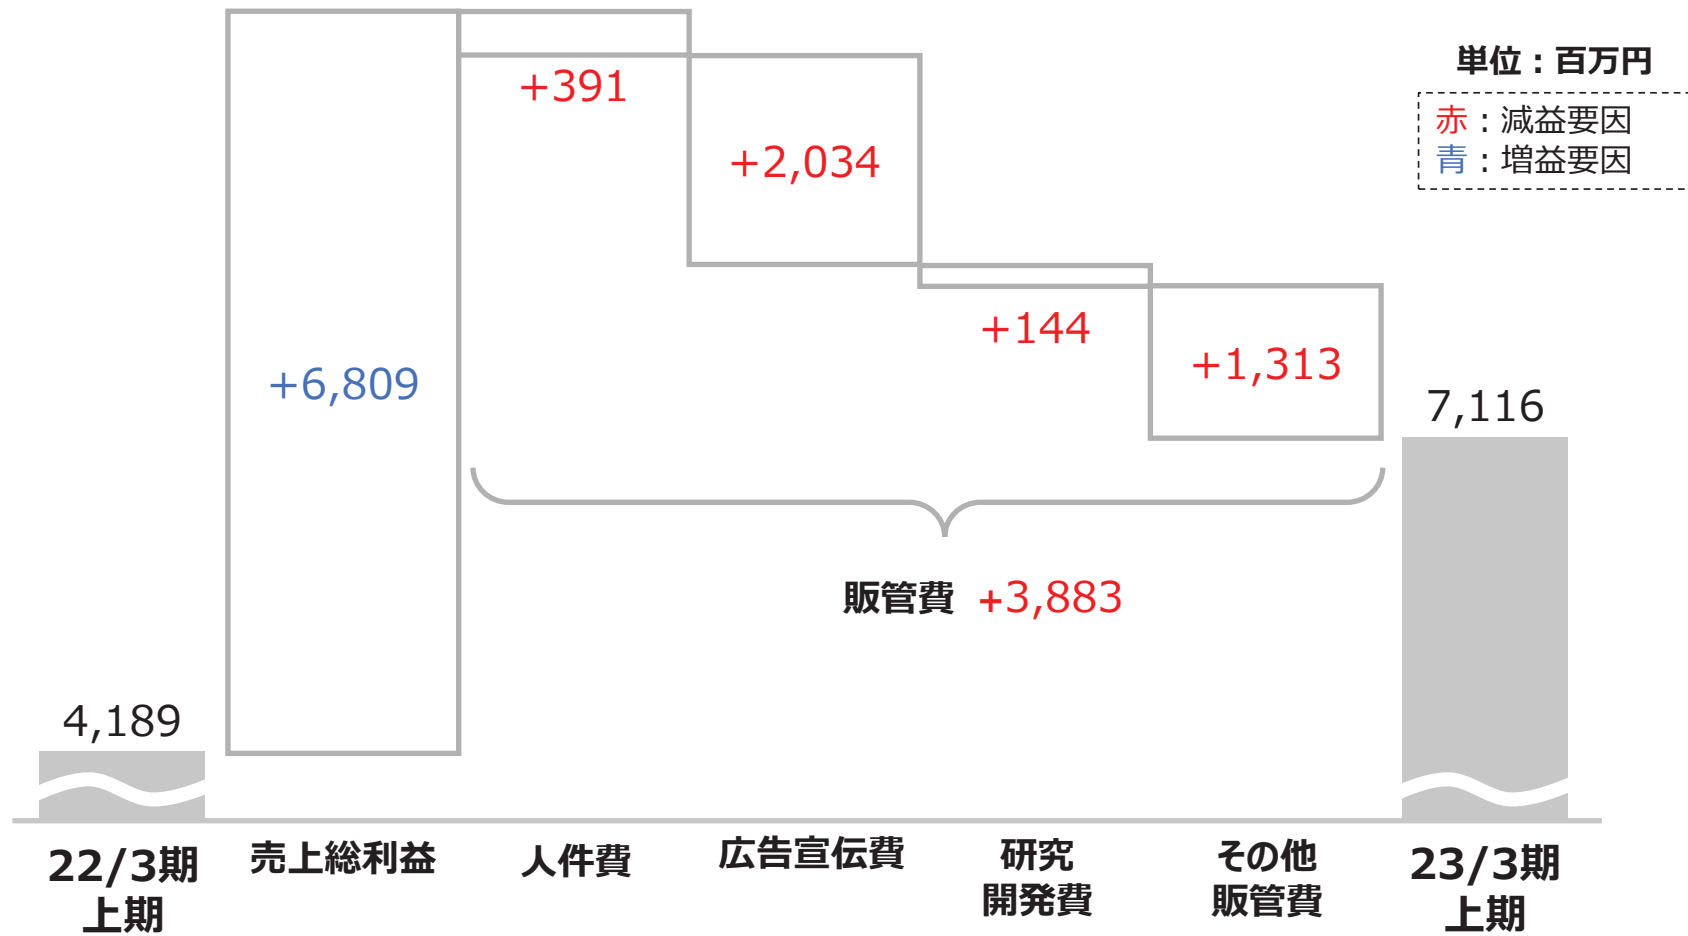 単位：百万円
赤：減益要因
青：増益要因
+391
+2,034
+144
+1,313
+6,809
7,116
販管費 +3,883
4,189
22/3期
上期
売上総利益
人件費
広告宣伝費
研究
開発費
その他
販管費
23/3期
上期